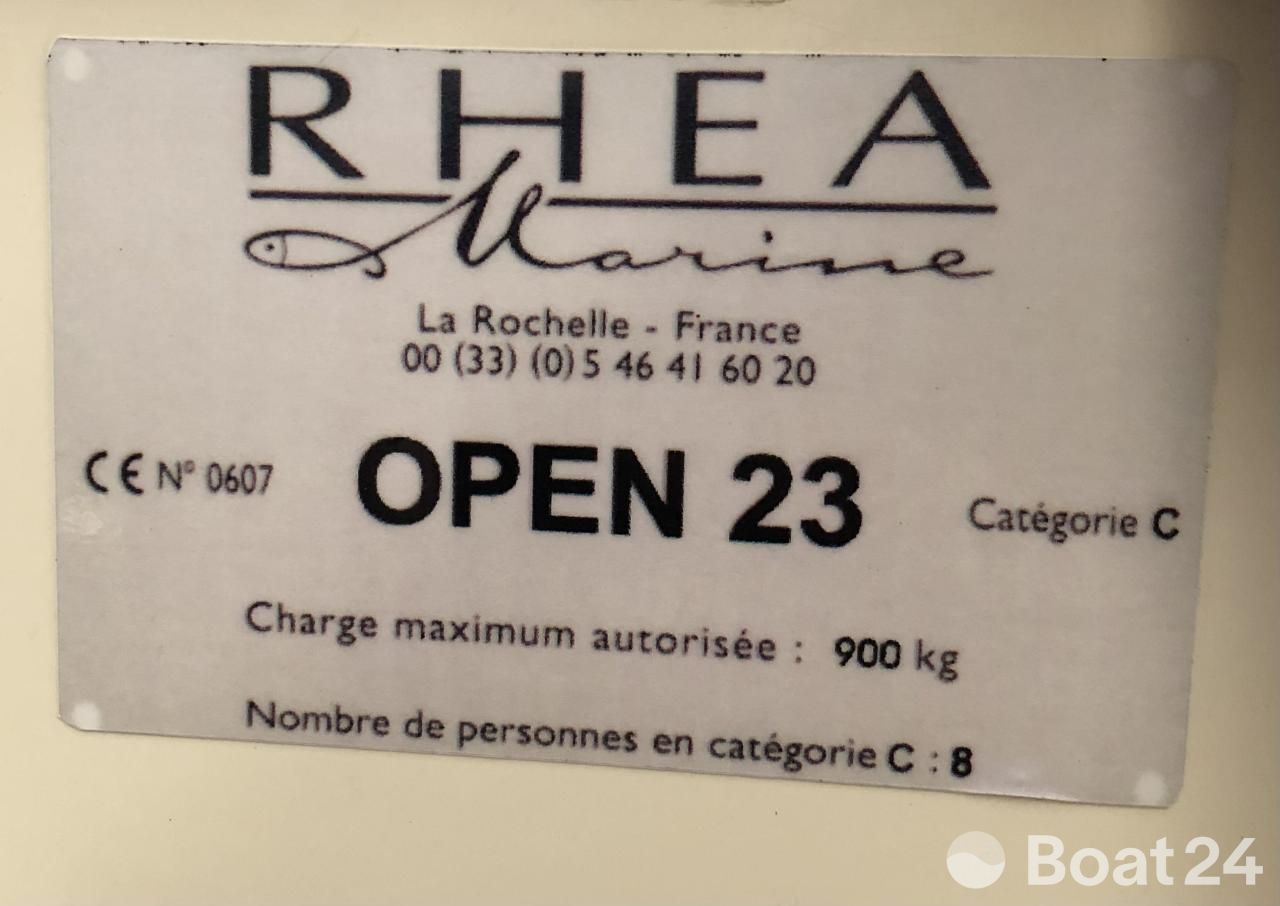 RHEA
Marine
La Rochelle - France
00 (33) (0) 5 46 41 60 20
CE N° 0607 OPEN 23 Catégorie C
Charge maximum autorisée : 900 kg
Nombre de personnes en catégorie C : 8
Boat24